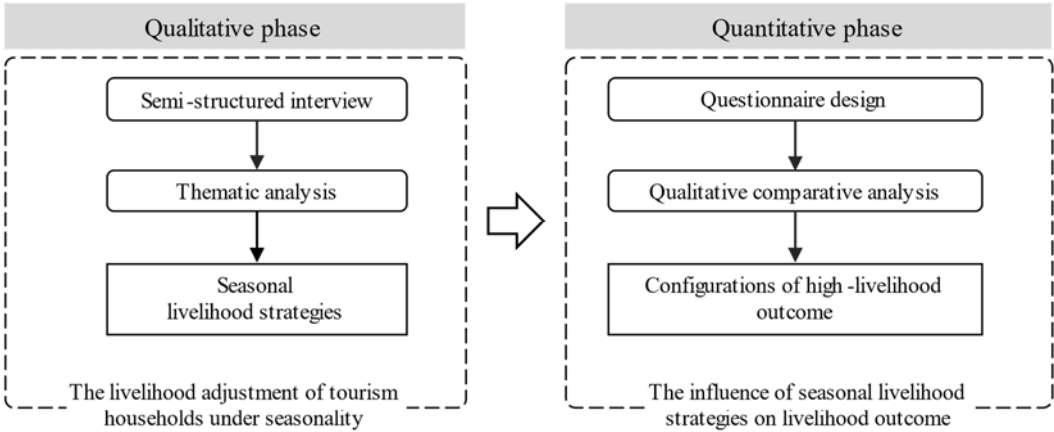 Qualitative phase
Semi-structured interview
Thematic analysis
Seasonal
livelihood strategies
The livelihood adjustment of tourism
households under seasonality
Quantitative phase
Questionnaire design
Qualitative comparative analysis
Configurations of high-livelihood
outcome
The influence of seasonal livelihood
strategies on livelihood outcome